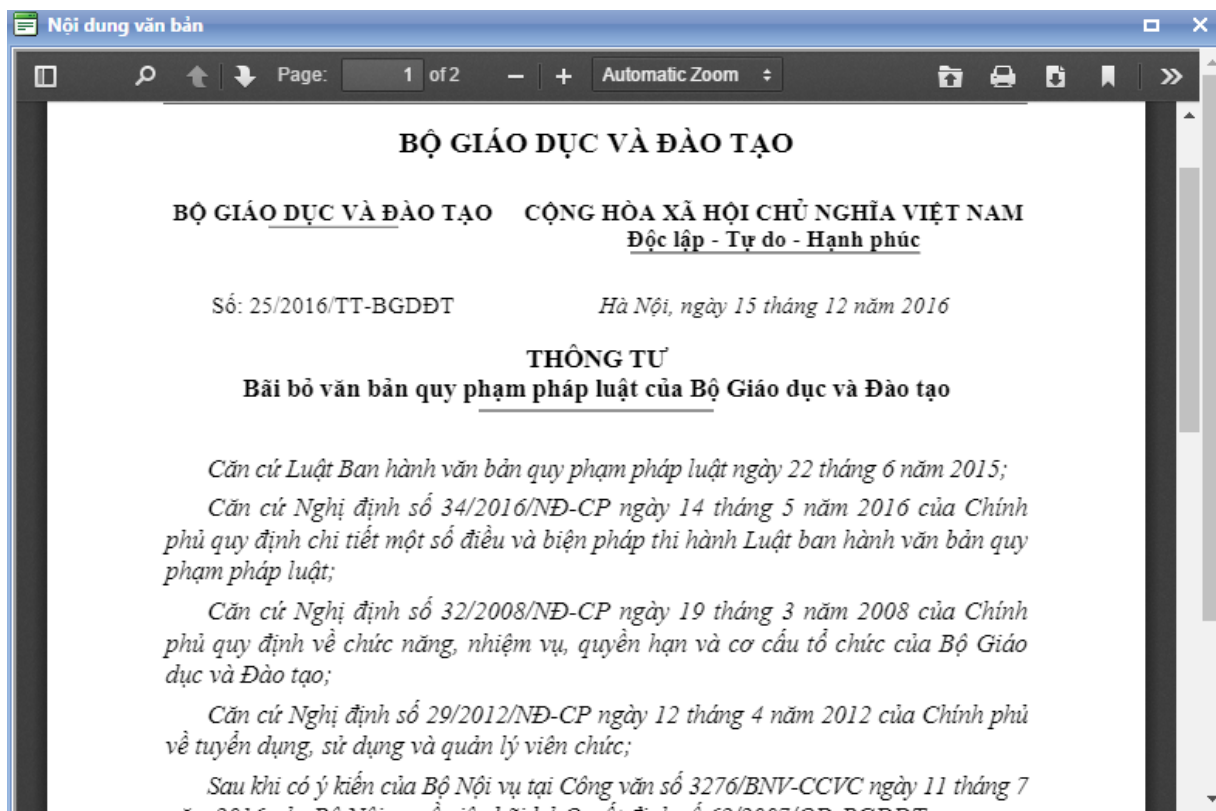 Nội dung văn bản
Page: 1 of 2 Automatic Zoom
BỘ GIÁO DỤC VÀ ĐÀO TẠO
BỘ GIÁO DỤC VÀ ĐÀO TẠO CỘNG HÒA XÃ HỘI CHỦ NGHĨA VIỆT NAM
Độc lập - Tự do - Hạnh phúc
Số: 25/2016/TT-BGDĐT Hà Nội, ngày 15 tháng 12 năm 2016
THÔNG TƯ
Bãi bỏ văn bản quy phạm pháp luật của Bộ Giáo dục và Đào tạo
Căn cứ Luật Ban hành văn bản quy phạm pháp luật ngày 22 tháng 6 năm 2015;
Căn cứ Nghị định số 34/2016/NĐ-CP ngày 14 tháng 5 năm 2016 của Chính
phủ quy định chi tiết một số điều và biện pháp thi hành Luật ban hành văn bản quy
phạm pháp luật;
Căn cứ Nghị định số 32/2008/NĐ-CP ngày 19 tháng 3 năm 2008 của Chính
phủ quy định về chức năng, nhiệm vụ, quyền hạn và cơ cấu tổ chức của Bộ Giáo
dục và Đào tạo;
Căn cứ Nghị định số 29/2012/NĐ-CP ngày 12 tháng 4 năm 2012 của Chính phủ
về tuyển dụng, sử dụng và quản lý viên chức;
Sau khi có ý kiến của Bộ Nội vụ tại Công văn số 3276/BNV-CCVC ngày 11 tháng 7